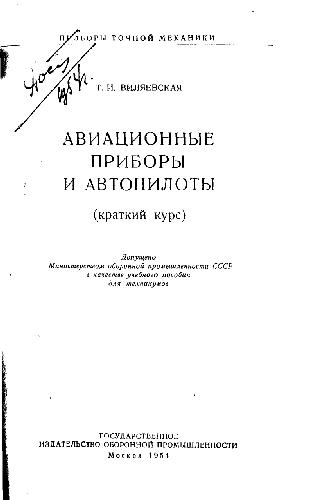 ПРИБОРЫ ТОЧНОЙ МЕХАНИКИ
Т. И. ВИЛЯЕВСКАЯ
АВИАЦИОННЫЕ
ПРИБОРЫ
И АВТОПИЛОТЫ
(краткий курс)
Допущено
Министерством оборонной промышленности СССР
в качестве учебного пособия
для техникумов
ГОСУДАРСТВЕННОЕ
ИЗДАТЕЛЬСТВО ОБОРОННОЙ ПРОМЫШЛЕННОСТИ
Москва 1954